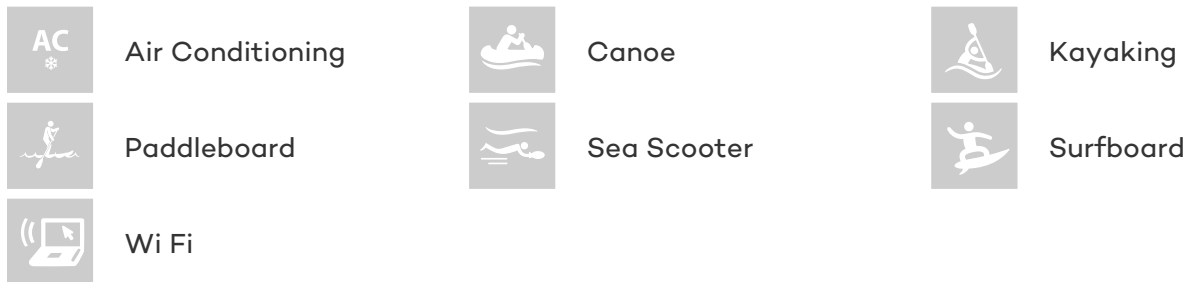 AC
Air Conditioning
Canoe
Kayaking
Paddleboard
Sea Scooter
Surfboard
Wi Fi